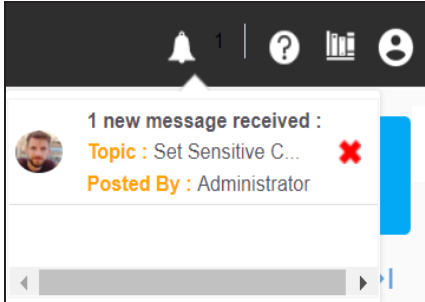 1
1 new message received :
Topic : Set Sensitive C...
Posted By : Administrator